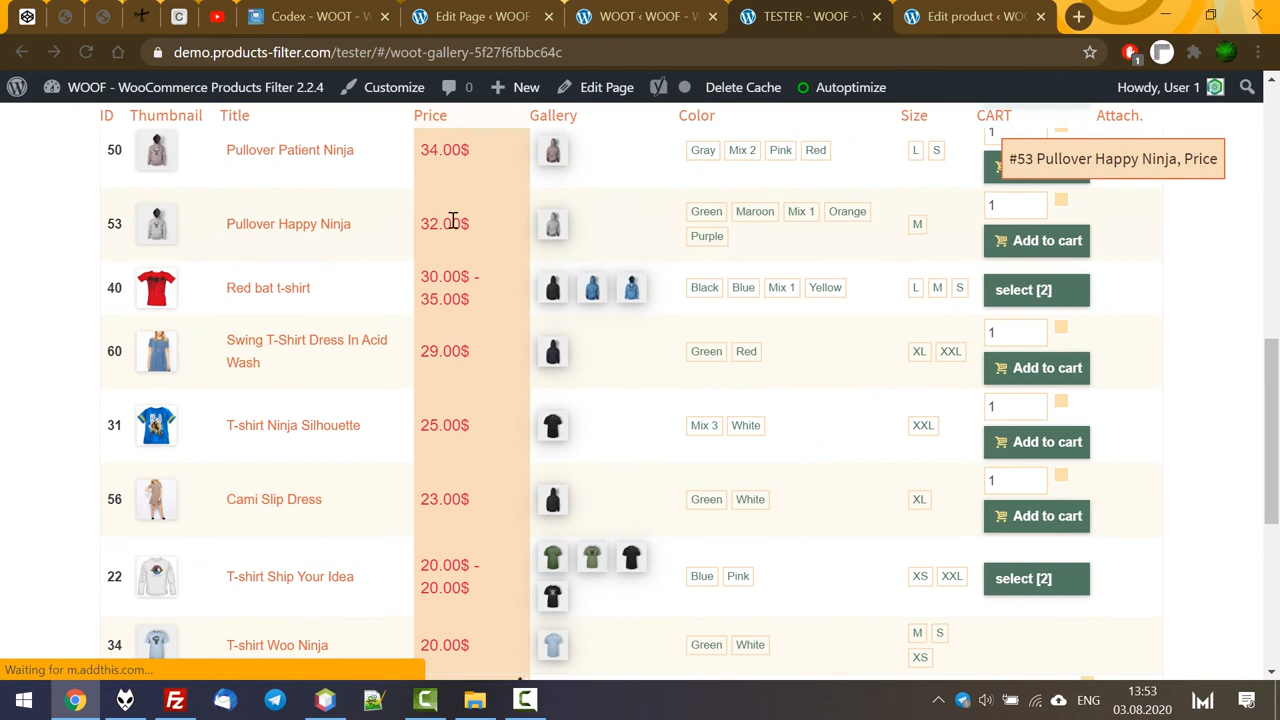 Codex - WOOT - WO
Edit Page ‹ WOOF
WOOT ‹ WOOF -
TESTER - WOOF -
Edit product ‹ WO
demo.products-filter.com/tester/#/woot-gallery-5f27f6fbbc64c
1
WOOF - WooCommerce Products Filter 2.2.4
Customize
0
New
Edit Page
Delete Cache
Autoptimize
Howdy, User 1
ID Thumbnail Title Price Gallery Color Size CART Attach.
50 Pullover Patient Ninja 34.00$ Gray Mix 2 Pink Red L S 1
#53 Pullover Happy Ninja, Price
53 Pullover Happy Ninja 32.00$ Green Maroon Mix 1 Orange M 1
Purple Add to cart
40 Red bat t-shirt 30.00$ - Black Blue Mix 1 Yellow L M S select [2]
35.00$
60 Swing T-Shirt Dress In Acid 29.00$ Green Red XL XXL 1
Wash Add to cart
31 T-shirt Ninja Silhouette 25.00$ Mix 3 White XXL 1
Add to cart
56 Cami Slip Dress 23.00$ Green White XL 1
Add to cart
22 T-shirt Ship Your Idea 20.00$ - Blue Pink XS XXL select [2]
20.00$
34 T-shirt Woo Ninja 20.00$ Green White M S
XS
Waiting for m.addthis.com...
ENG
13:53
03.08.2020